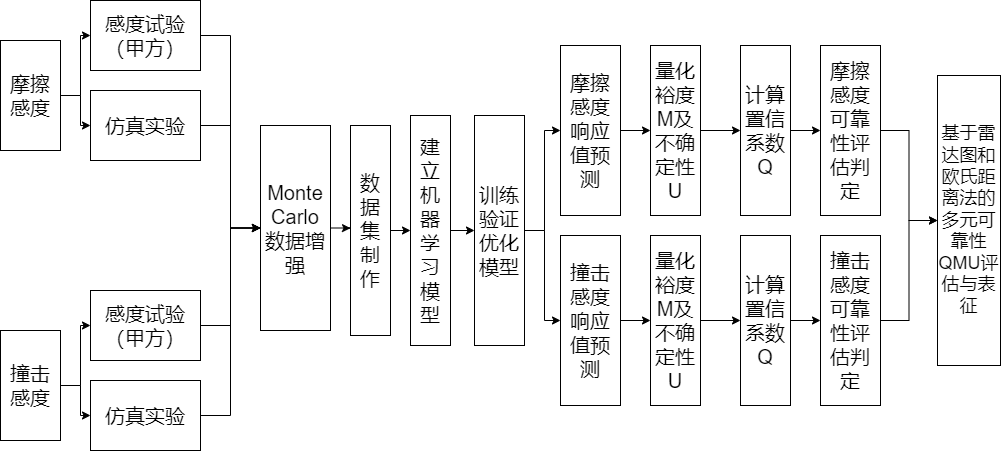 摩擦
感度
感度试验
（甲方）
仿真实验
撞击
感度
感度试验
（甲方）
仿真实验
Monte
Carlo
数据增
强
数
据
集
制
作
建
立
机
器
学
习
模
型
训练
验证
优化
模型
摩擦
感度
响应
值预
测
量化
裕度
M及
不确
定性
U
计算
置信
系数
Q
摩擦
感度
可靠
性评
估判
定
撞击
感度
响应
值预
测
量化
裕度
M及
不确
定性
U
计算
置信
系数
Q
撞击
感度
可靠
性评
估判
定
基于雷
达图和
欧氏距
离法的
多元可
靠性
QMU评
估与表
征